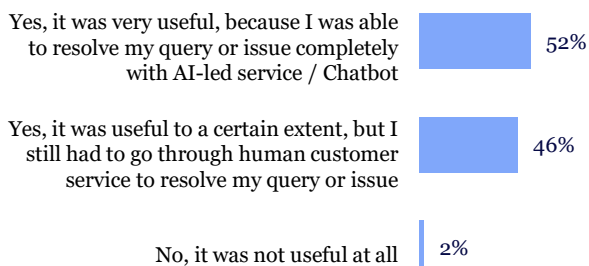 Yes, it was very useful, because I was able
to resolve my query or issue completely
with AI-led service / Chatbot
52%
Yes, it was useful to a certain extent, but I
still had to go through human customer
service to resolve my query or issue
46%
No, it was not useful at all
2%